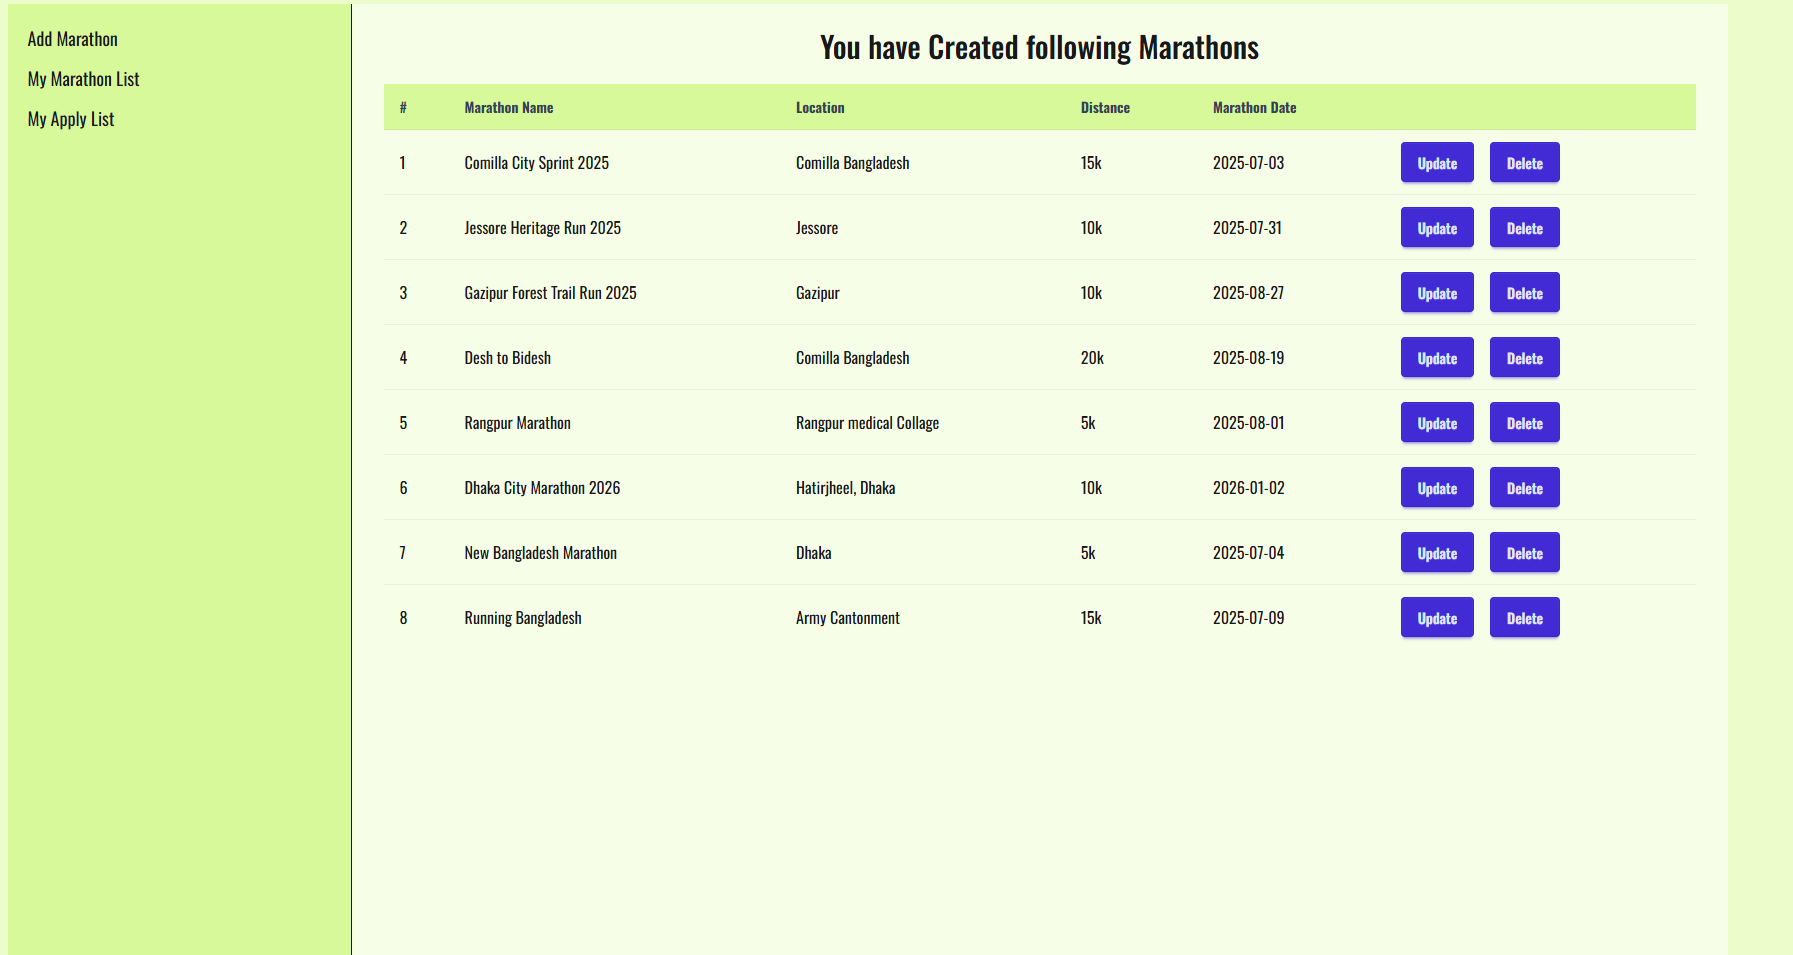 Add Marathon
My Marathon List
My Apply List
You have Created following Marathons
# Marathon Name Location Distance Marathon Date
1 Comilla City Sprint 2025 Comilla Bangladesh 15k 2025-07-03 Update Delete
2 Jessore Heritage Run 2025 Jessore 10k 2025-07-31 Update Delete
3 Gazipur Forest Trail Run 2025 Gazipur 10k 2025-08-27 Update Delete
4 Desh to Bidesh Comilla Bangladesh 20k 2025-08-19 Update Delete
5 Rangpur Marathon Rangpur medical Collage 5k 2025-08-01 Update Delete
6 Dhaka City Marathon 2026 Hatirjheel, Dhaka 10k 2026-01-02 Update Delete
7 New Bangladesh Marathon Dhaka 5k 2025-07-04 Update Delete
8 Running Bangladesh Army Cantonment 15k 2025-07-09 Update Delete